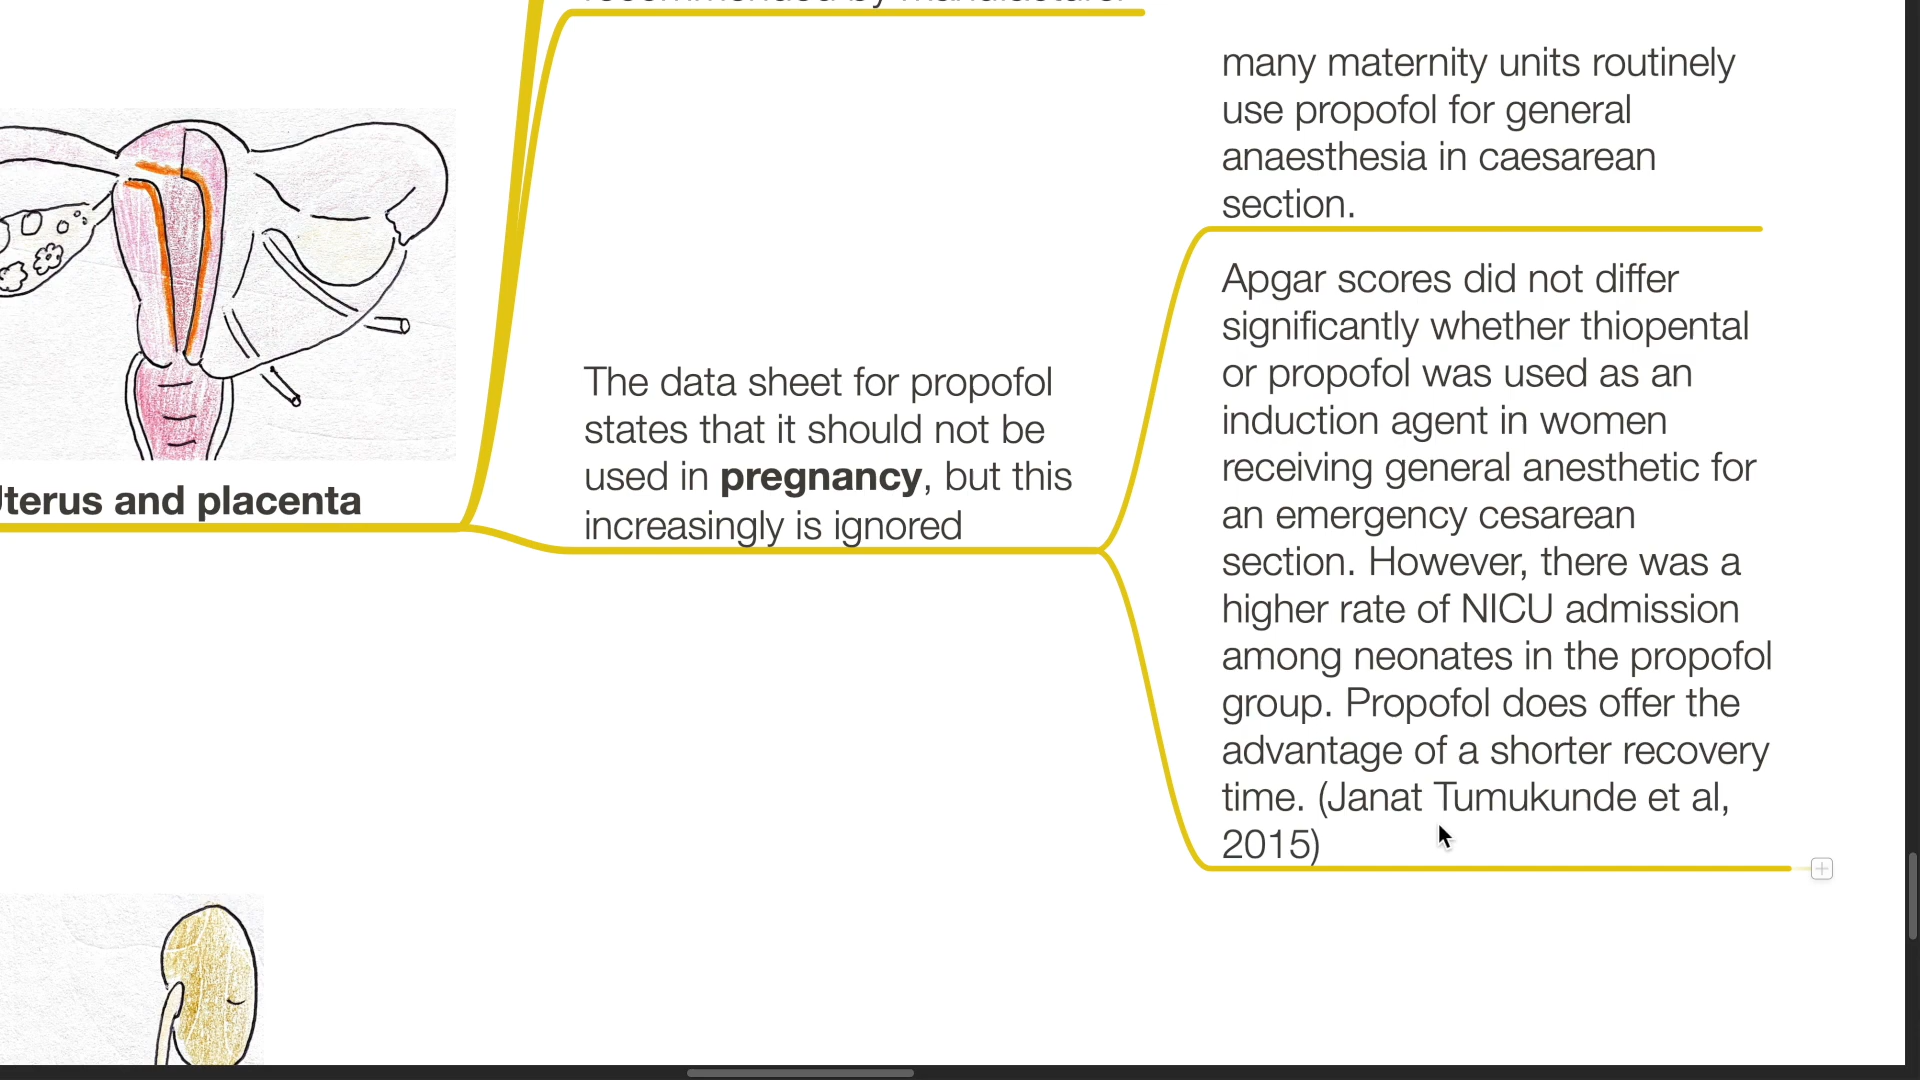 recommended by manufacture.
many maternity units routinely
use propofol for general
anaesthesia in caesarean
section.
Apgar scores did not differ
significantly whether thiopental
or propofol was used as an
induction agent in women
receiving general anesthetic for
an emergency cesarean
section. However, there was a
higher rate of NICU admission
among neonates in the propofol
group. Propofol does offer the
advantage of a shorter recovery
time. (Janat Tumukunde et al,
2015)
The data sheet for propofol
states that it should not be
used in pregnancy, but this
increasingly is ignored
Uterus and placenta